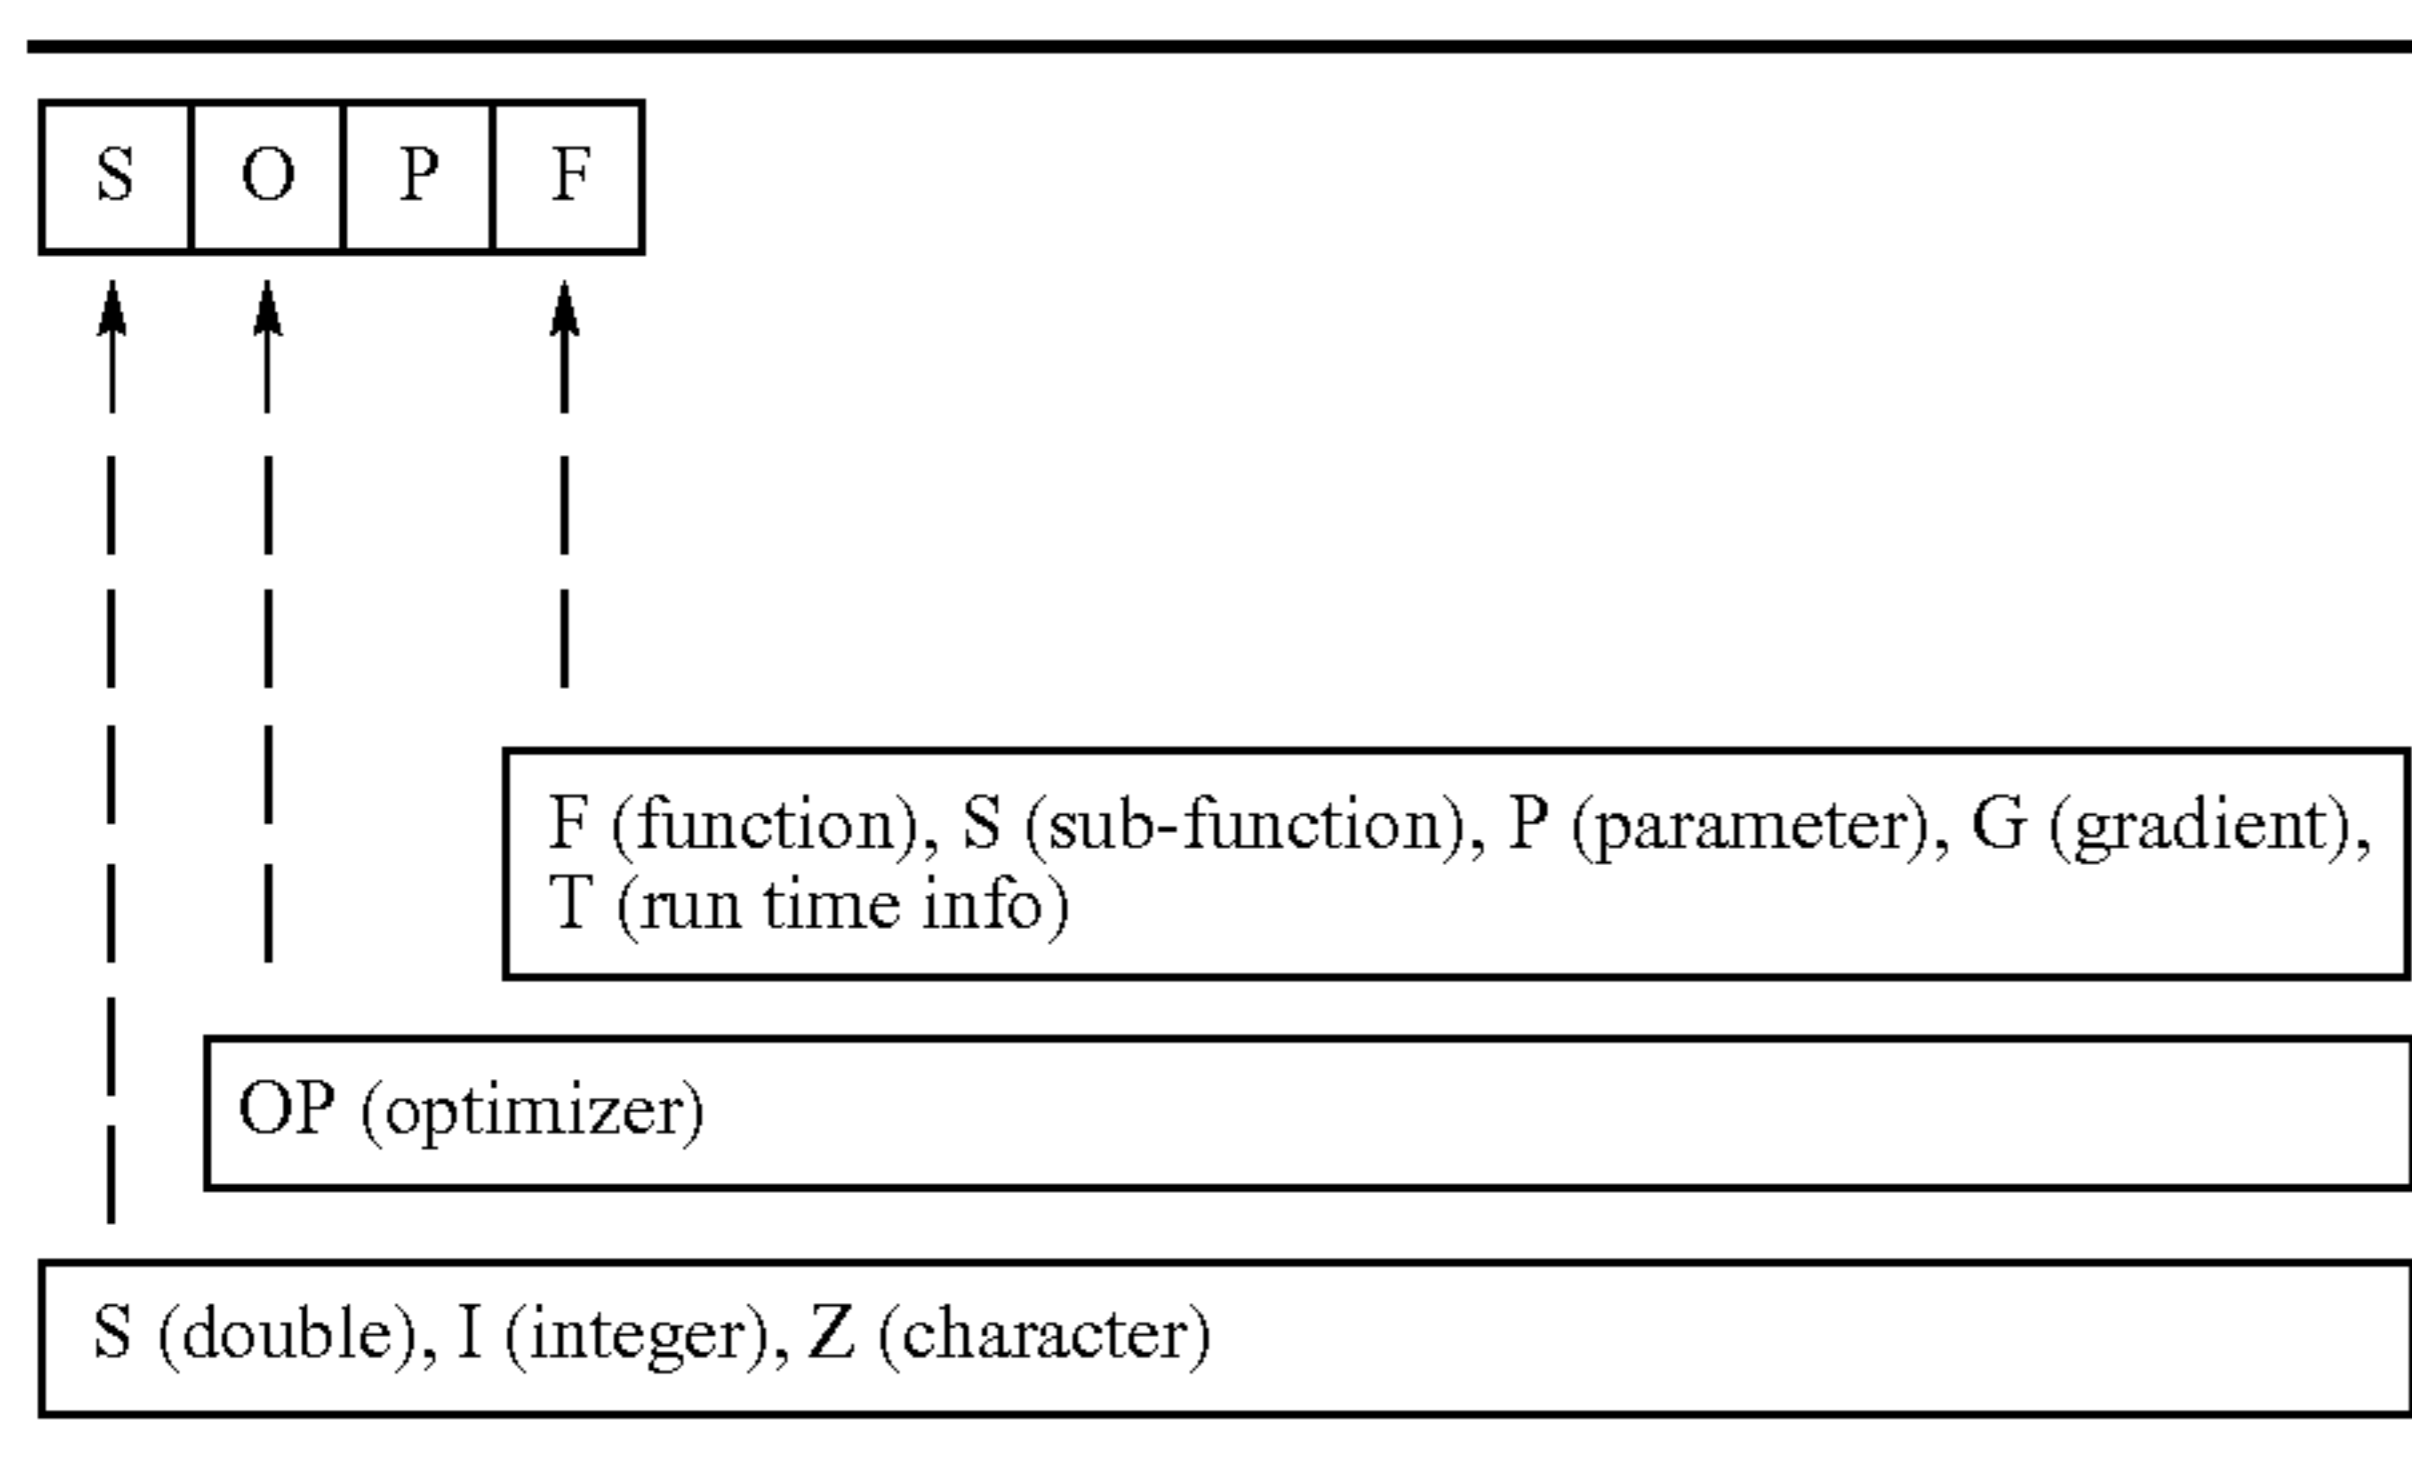 S O P F
F (function), S (sub-function), P (parameter), G (gradient),
T (run time info)
OP (optimizer)
S (double), I (integer), Z (character)